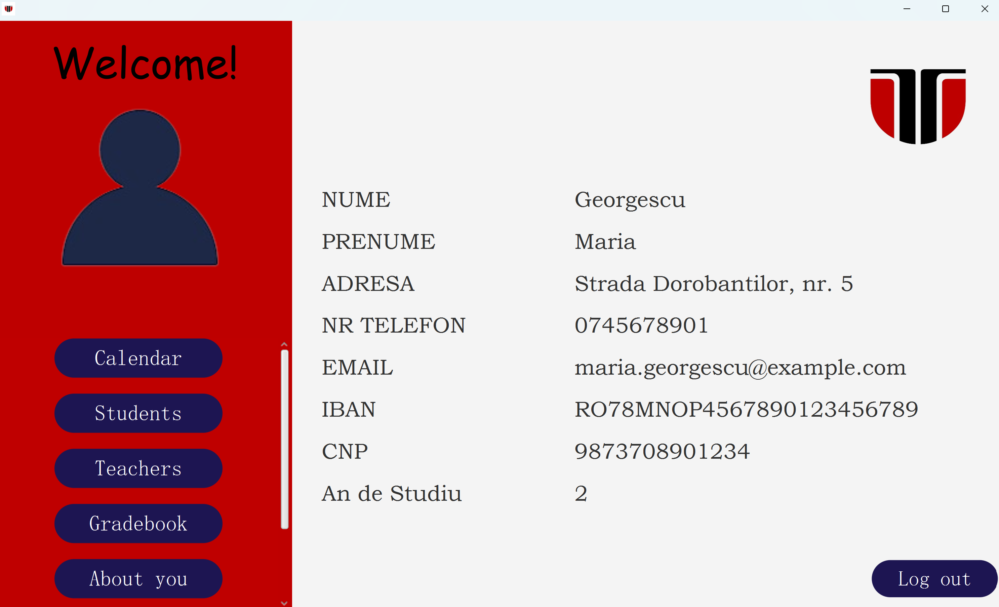 Welcome!
Calendar
Students
Teachers
Gradebook
About you
NUME Georgescu
PRENUME Maria
ADRESA Strada Dorobantilor, nr. 5
NR TELEFON 0745678901
EMAIL maria.georgescu@example.com
IBAN RO78MNOP4567890123456789
CNP 9873708901234
An de Studiu 2
Log out